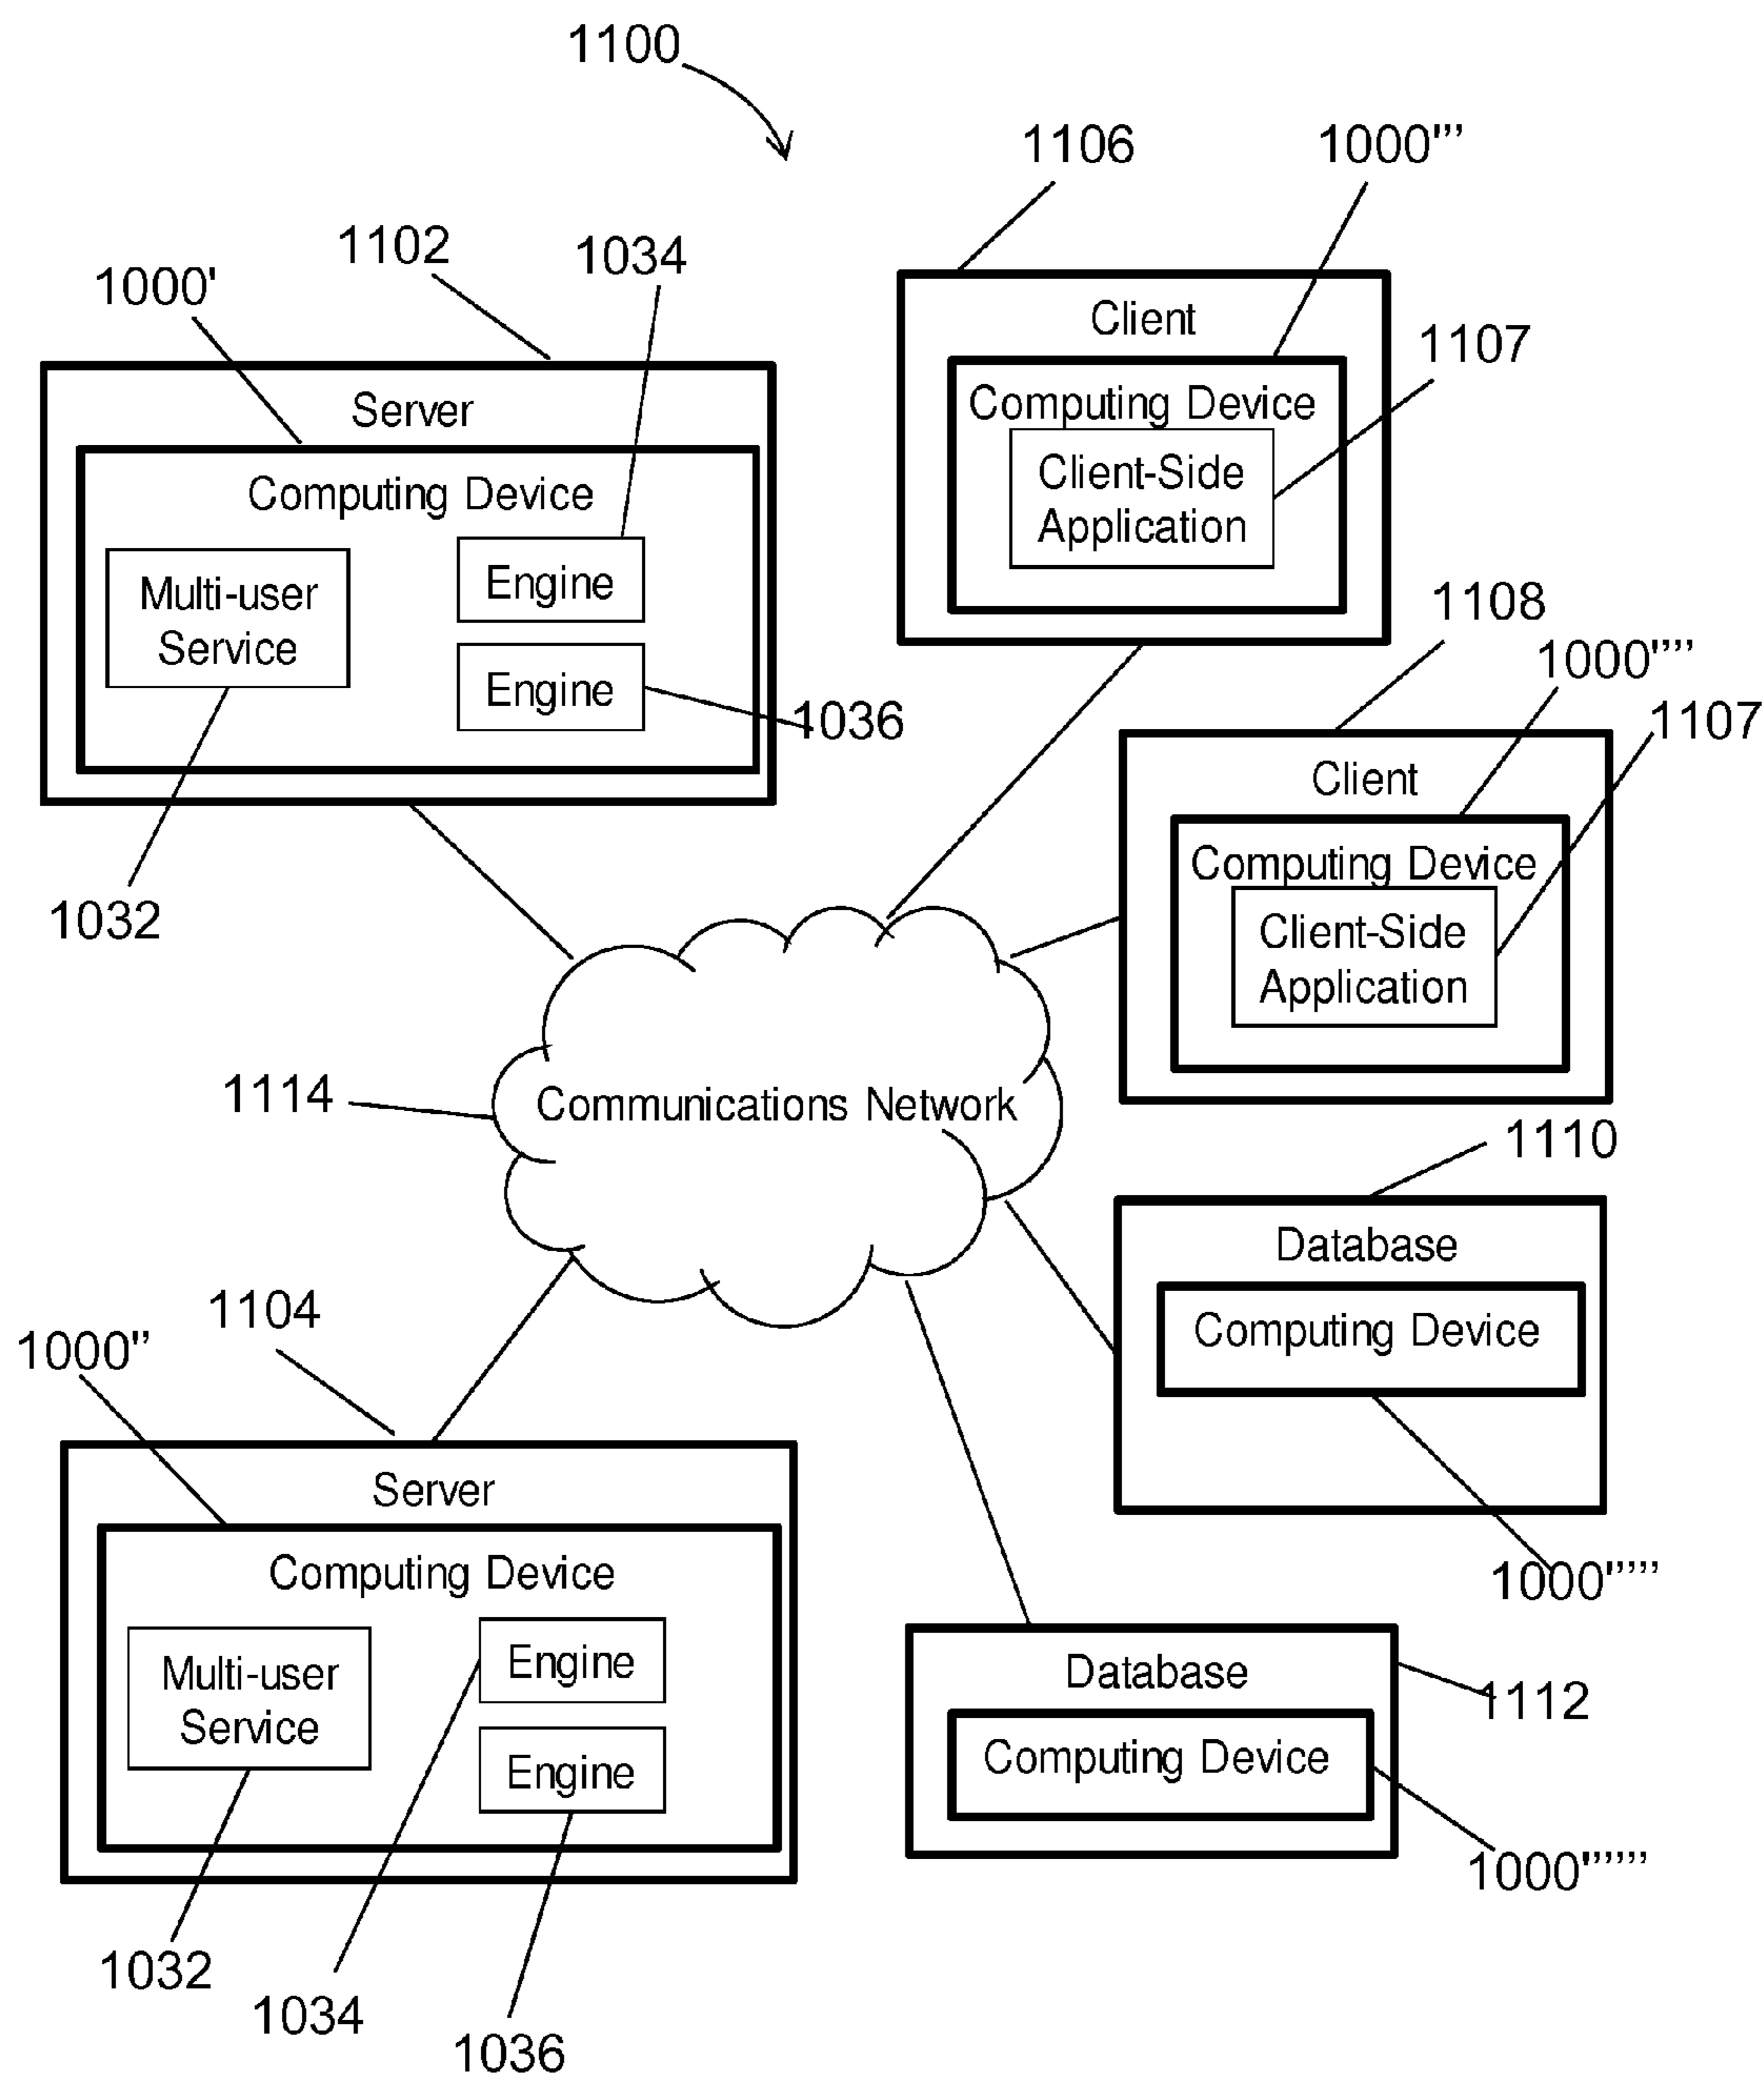 1100
1106
1000'''
1102
1034
1000'
Client
1107
Server
Computing Device
Computing Device
Client-Side
Application
Multi-user
Service
Engine
Engine
1036
1032
1108
1000''''
1107
Client
Computing Device
Client-Side
Application
1114
Communications Network
1110
Database
Computing Device
1000'''''
1104
1000''
Server
Computing Device
Multi-user
Service
Engine
Engine
1032
1034
1036
Database
1112
Computing Device
1000''''''